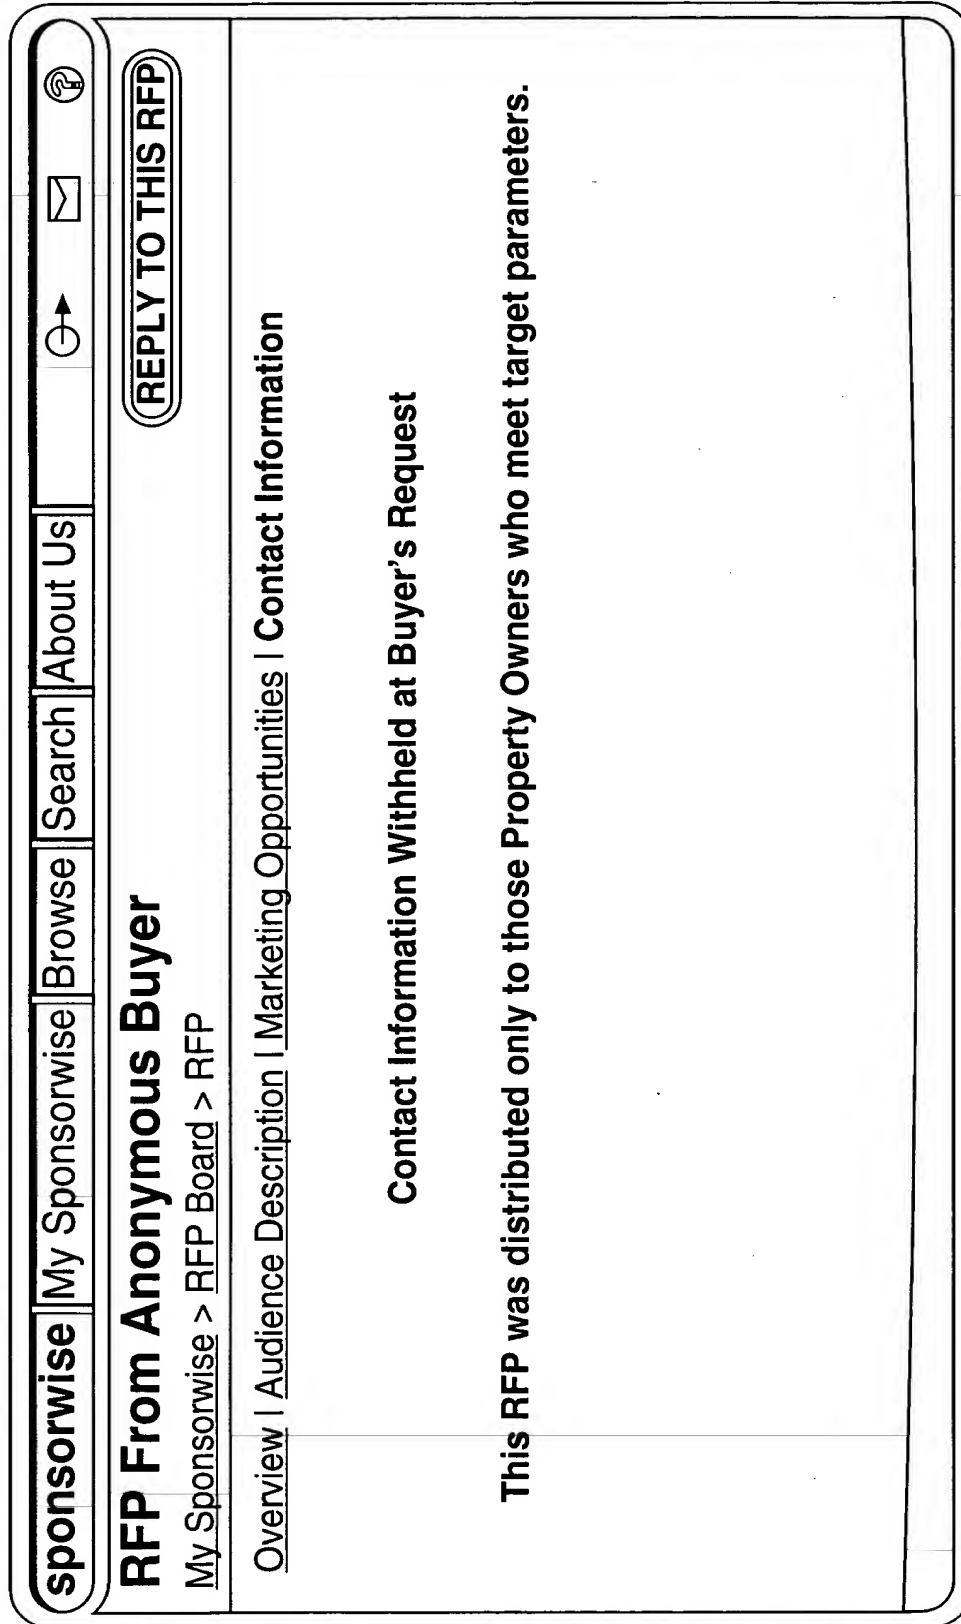 sponsorwise My Sponsorwise Browse Search About Us ?
RFP From Anonymous Buyer REPLY TO THIS RFP
My Sponsorwise > RFP Board > RFP
Overview | Audience Description | Marketing Opportunities | Contact Information
Contact Information Withheld at Buyer's Request
This RFP was distributed only to those Property Owners who meet target parameters.